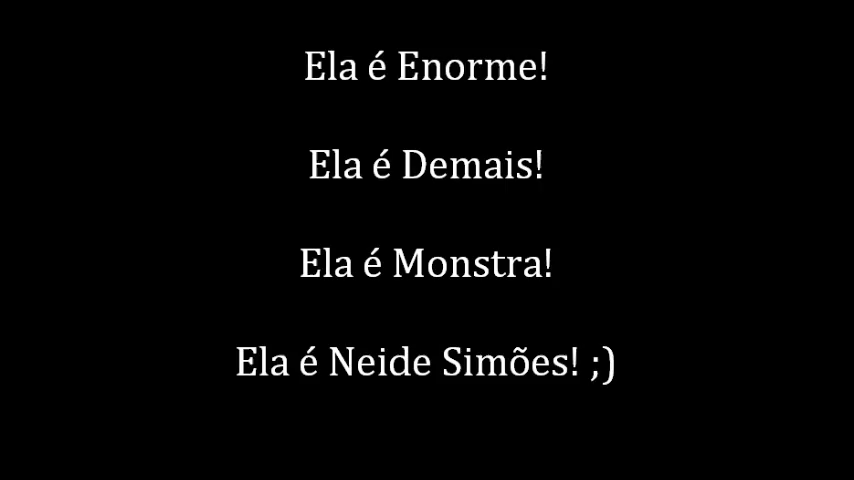 Ela é Enorme!
Ela é Demais!
Ela é Monstra!
Ela é Neide Simões! ;)